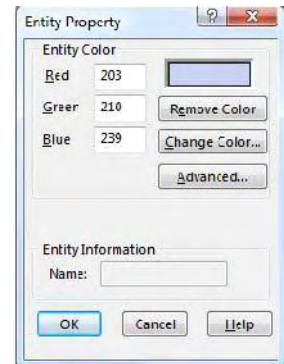 Entity Property
?
X
Entity Color
Red 203
Green 210
Remove Color
Blue 239
Change Color...
Advanced...
Entity Information
Name:
OK Cancel Help